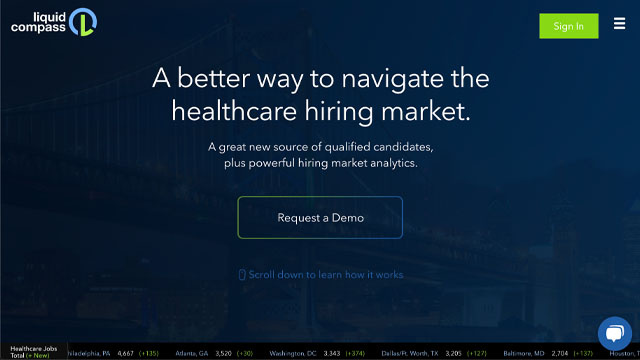 liquid
compass
Sign In
A better way to navigate the
healthcare hiring market.
A great new source of qualified candidates,
plus powerful hiring market analytics.
Request a Demo
Scroll down to learn how it works
Healthcare Jobs
Total (+ New)
hiladelphia, PA 4,667 (+135) Atlanta, GA 3,520 (+30) Washington, DC 3,343 (+374) Dallas/Ft. Worth, TX 3,205 (+127) Baltimore, MD 2,704 (+137) Houston,